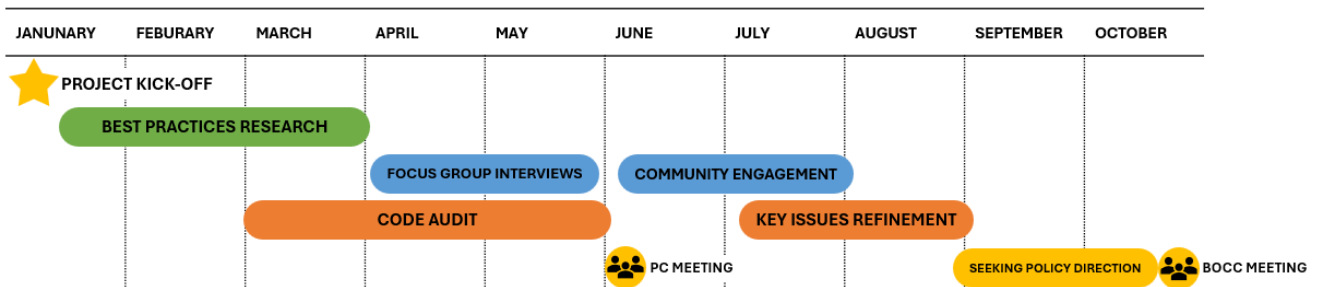 JANUNARY FEBURARY MARCH APRIL MAY JUNE JULY AUGUST SEPTEMBER OCTOBER
PROJECT KICK-OFF
BEST PRACTICES RESEARCH
FOCUS GROUP INTERVIEWS COMMUNITY ENGAGEMENT
CODE AUDIT KEY ISSUES REFINEMENT
PC MEETING SEEKING POLICY DIRECTION BOCC MEETING